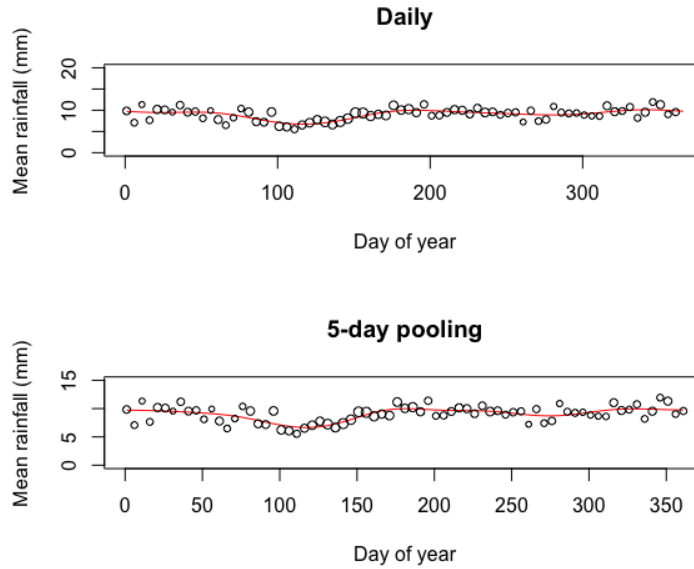 Daily
Mean rainfall (mm)
20
10
0
0 100 200 300
Day of year
5-day pooling
Mean rainfall (mm)
15
5
0
0 50 100 150 200 250 300 350
Day of year